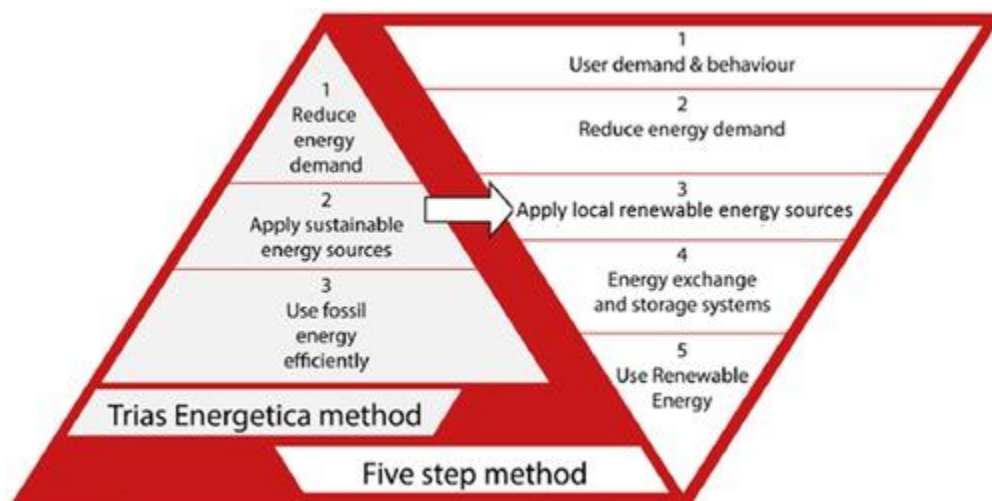 1
Reduce
energy
demand
2
Apply sustainable
energy sources
3
Use fossil
energy
efficiently
Trias Energetica method
1
User demand & behaviour
2
Reduce energy demand
3
Apply local renewable energy sources
4
Energy exchange
and storage systems
5
Use Renewable
Energy
Five step method